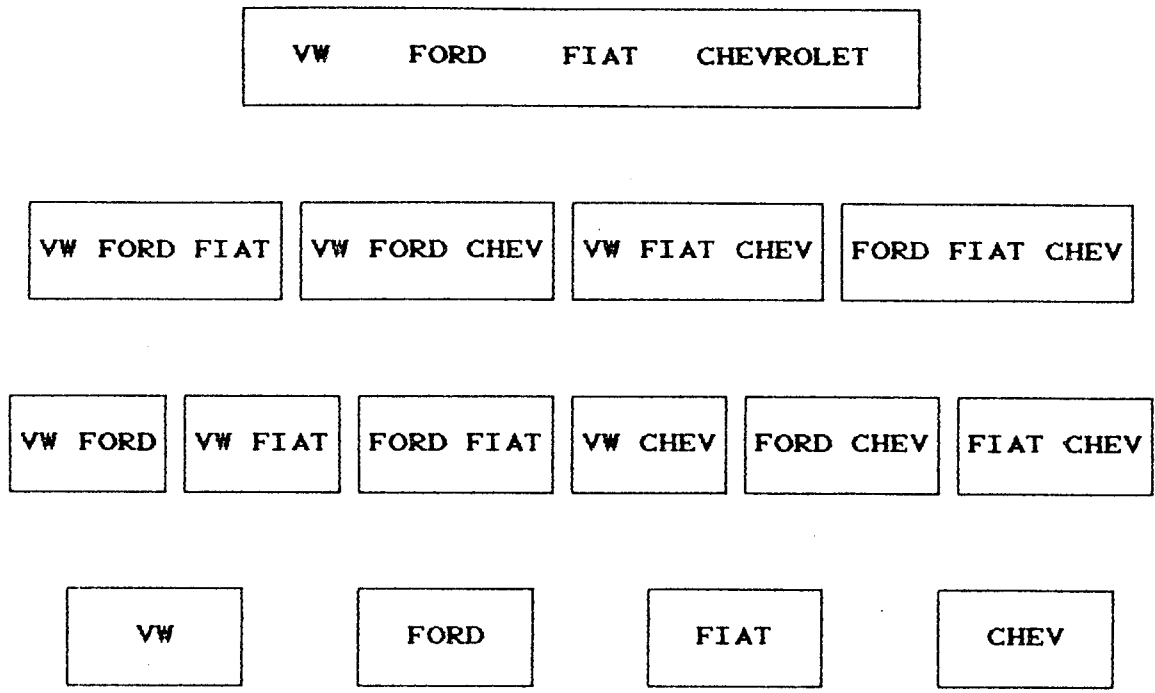 VW FORD FIAT CHEVROLET
VW FORD FIAT
VW FORD CHEV
VW FIAT CHEV
FORD FIAT CHEV
VW FORD
VW FIAT
FORD FIAT
VW CHEV
FORD CHEV
FIAT CHEV
VW
FORD
FIAT
CHEV